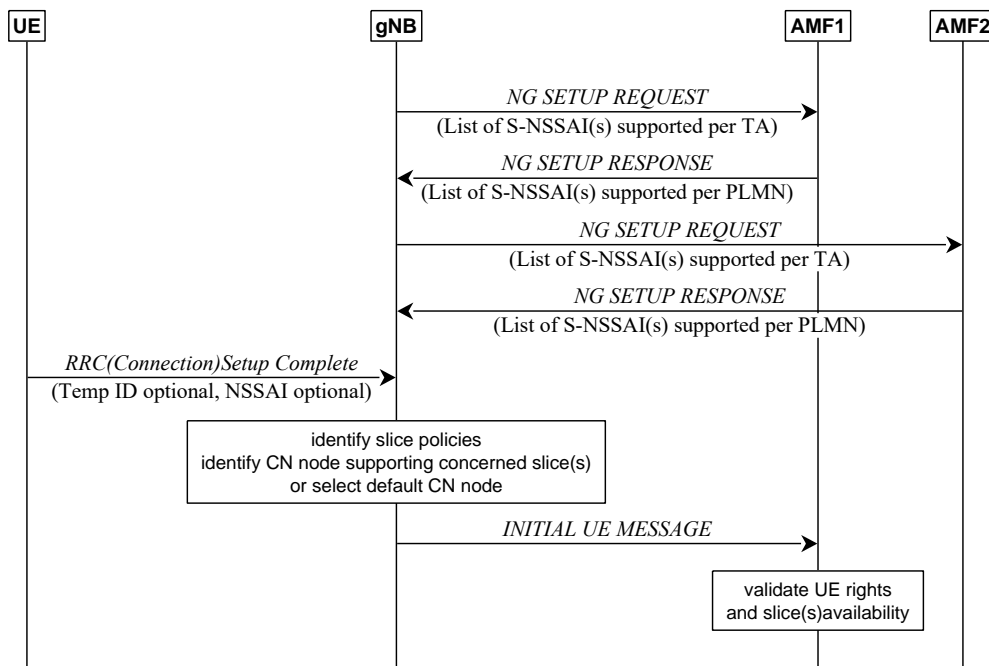 UE
gNB
AMF1
AMF2
NG SETUP REQUEST
(List of S-NSSAI(s) supported per TA)
NG SETUP RESPONSE
(List of S-NSSAI(s) supported per PLMN)
NG SETUP REQUEST
(List of S-NSSAI(s) supported per TA)
NG SETUP RESPONSE
(List of S-NSSAI(s) supported per PLMN)
RRC(Connection)Setup Complete
(Temp ID optional, NSSAI optional)
identify slice policies
identify CN node supporting concerned slice(s)
or select default CN node
INITIAL UE MESSAGE
validate UE rights
and slice(s)availability